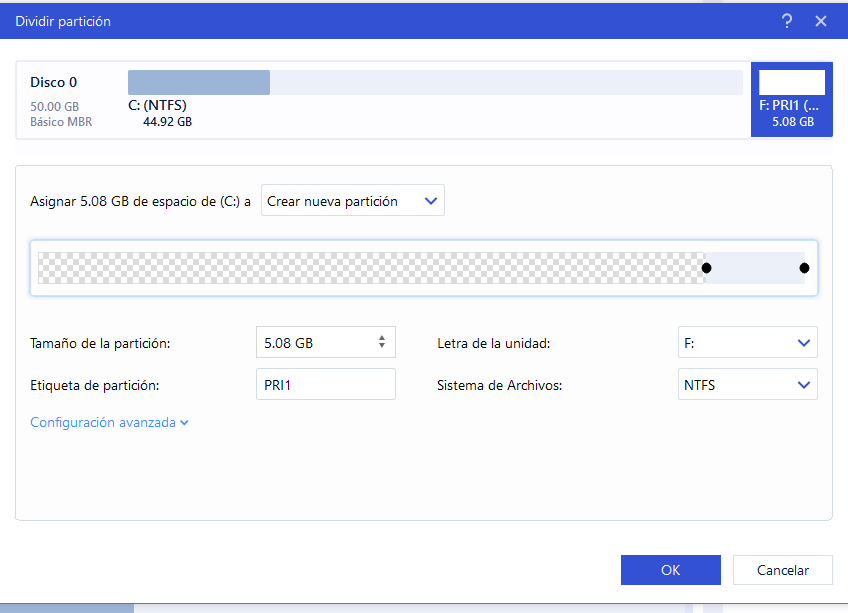 Dividir partición
Disco 0
50.00 GB
Básico MBR
C: (NTFS)
44.92 GB
F: PRI1 (...
5.08 GB
Asignar 5.08 GB de espacio de (C:) a
Crear nueva partición
Tamaño de la partición:
5.08 GB
Letra de la unidad:
F:
Etiqueta de partición:
PRI1
Sistema de Archivos:
NTFS
Configuración avanzada
OK
Cancelar